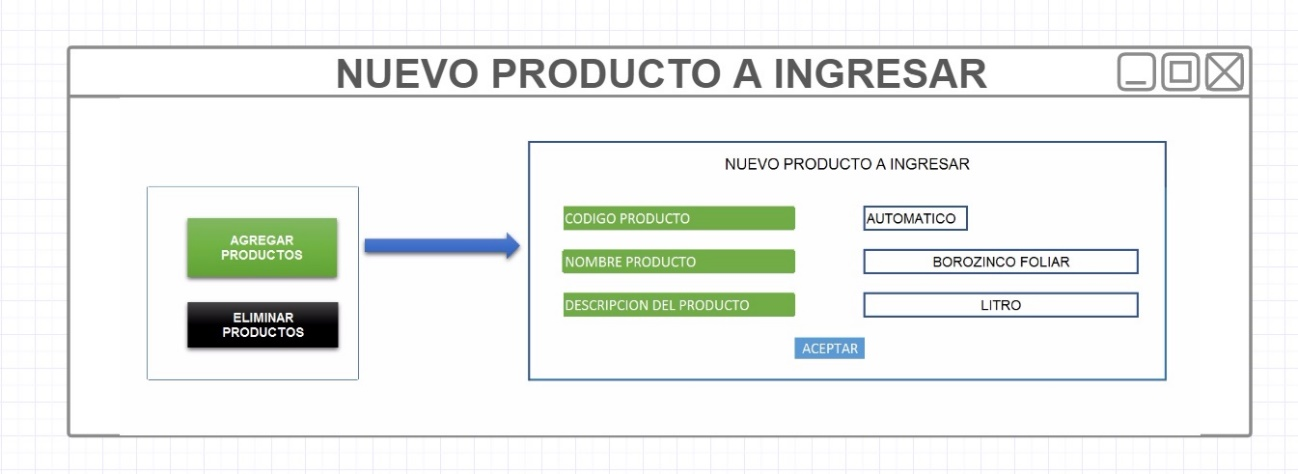 NUEVO PRODUCTO A INGRESAR
AGREGAR
PRODUCTOS
ELIMINAR
PRODUCTOS
NUEVO PRODUCTO A INGRESAR
CODIGO PRODUCTO
AUTOMATICO
NOMBRE PRODUCTO
BOROZINCO FOLIAR
DESCRIPCION DEL PRODUCTO
LITRO
ACEPTAR